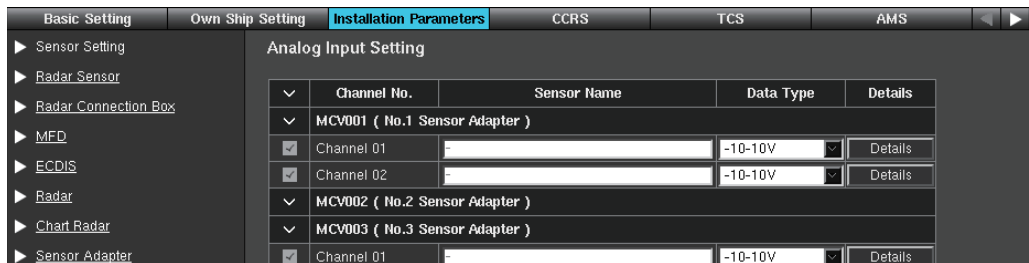 Basic Setting Own Ship Setting Installation Parameters CCRS TCS AMS
Sensor Setting
Radar Sensor
Radar Connection Box
MFD
ECDIS
Radar
Chart Radar
Sensor Adapter
Analog Input Setting
Channel No. Sensor Name Data Type Details
MCV001 ( No.1 Sensor Adapter )
Channel 01 - -10-10V Details
Channel 02 - -10-10V Details
MCV002 ( No.2 Sensor Adapter )
MCV003 ( No.3 Sensor Adapter )
Channel 01 - -10-10V Details